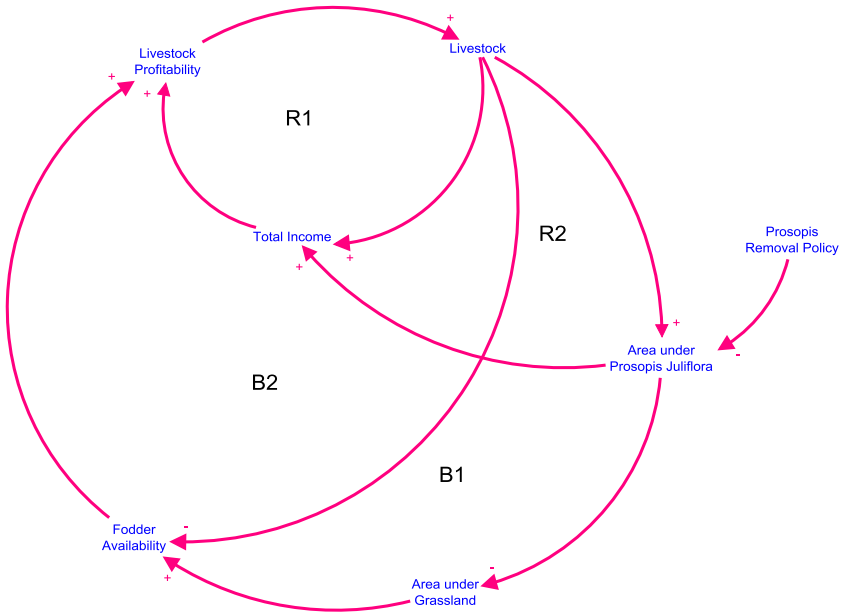 Livestock
Profitability
+
Livestock
+
+
R1
Total Income
+
+
R2
Prosopis
Removal Policy
+
-
Area under
Prosopis Juliflora
B2
B1
Fodder
Availability
-
+
-
Area under
Grassland